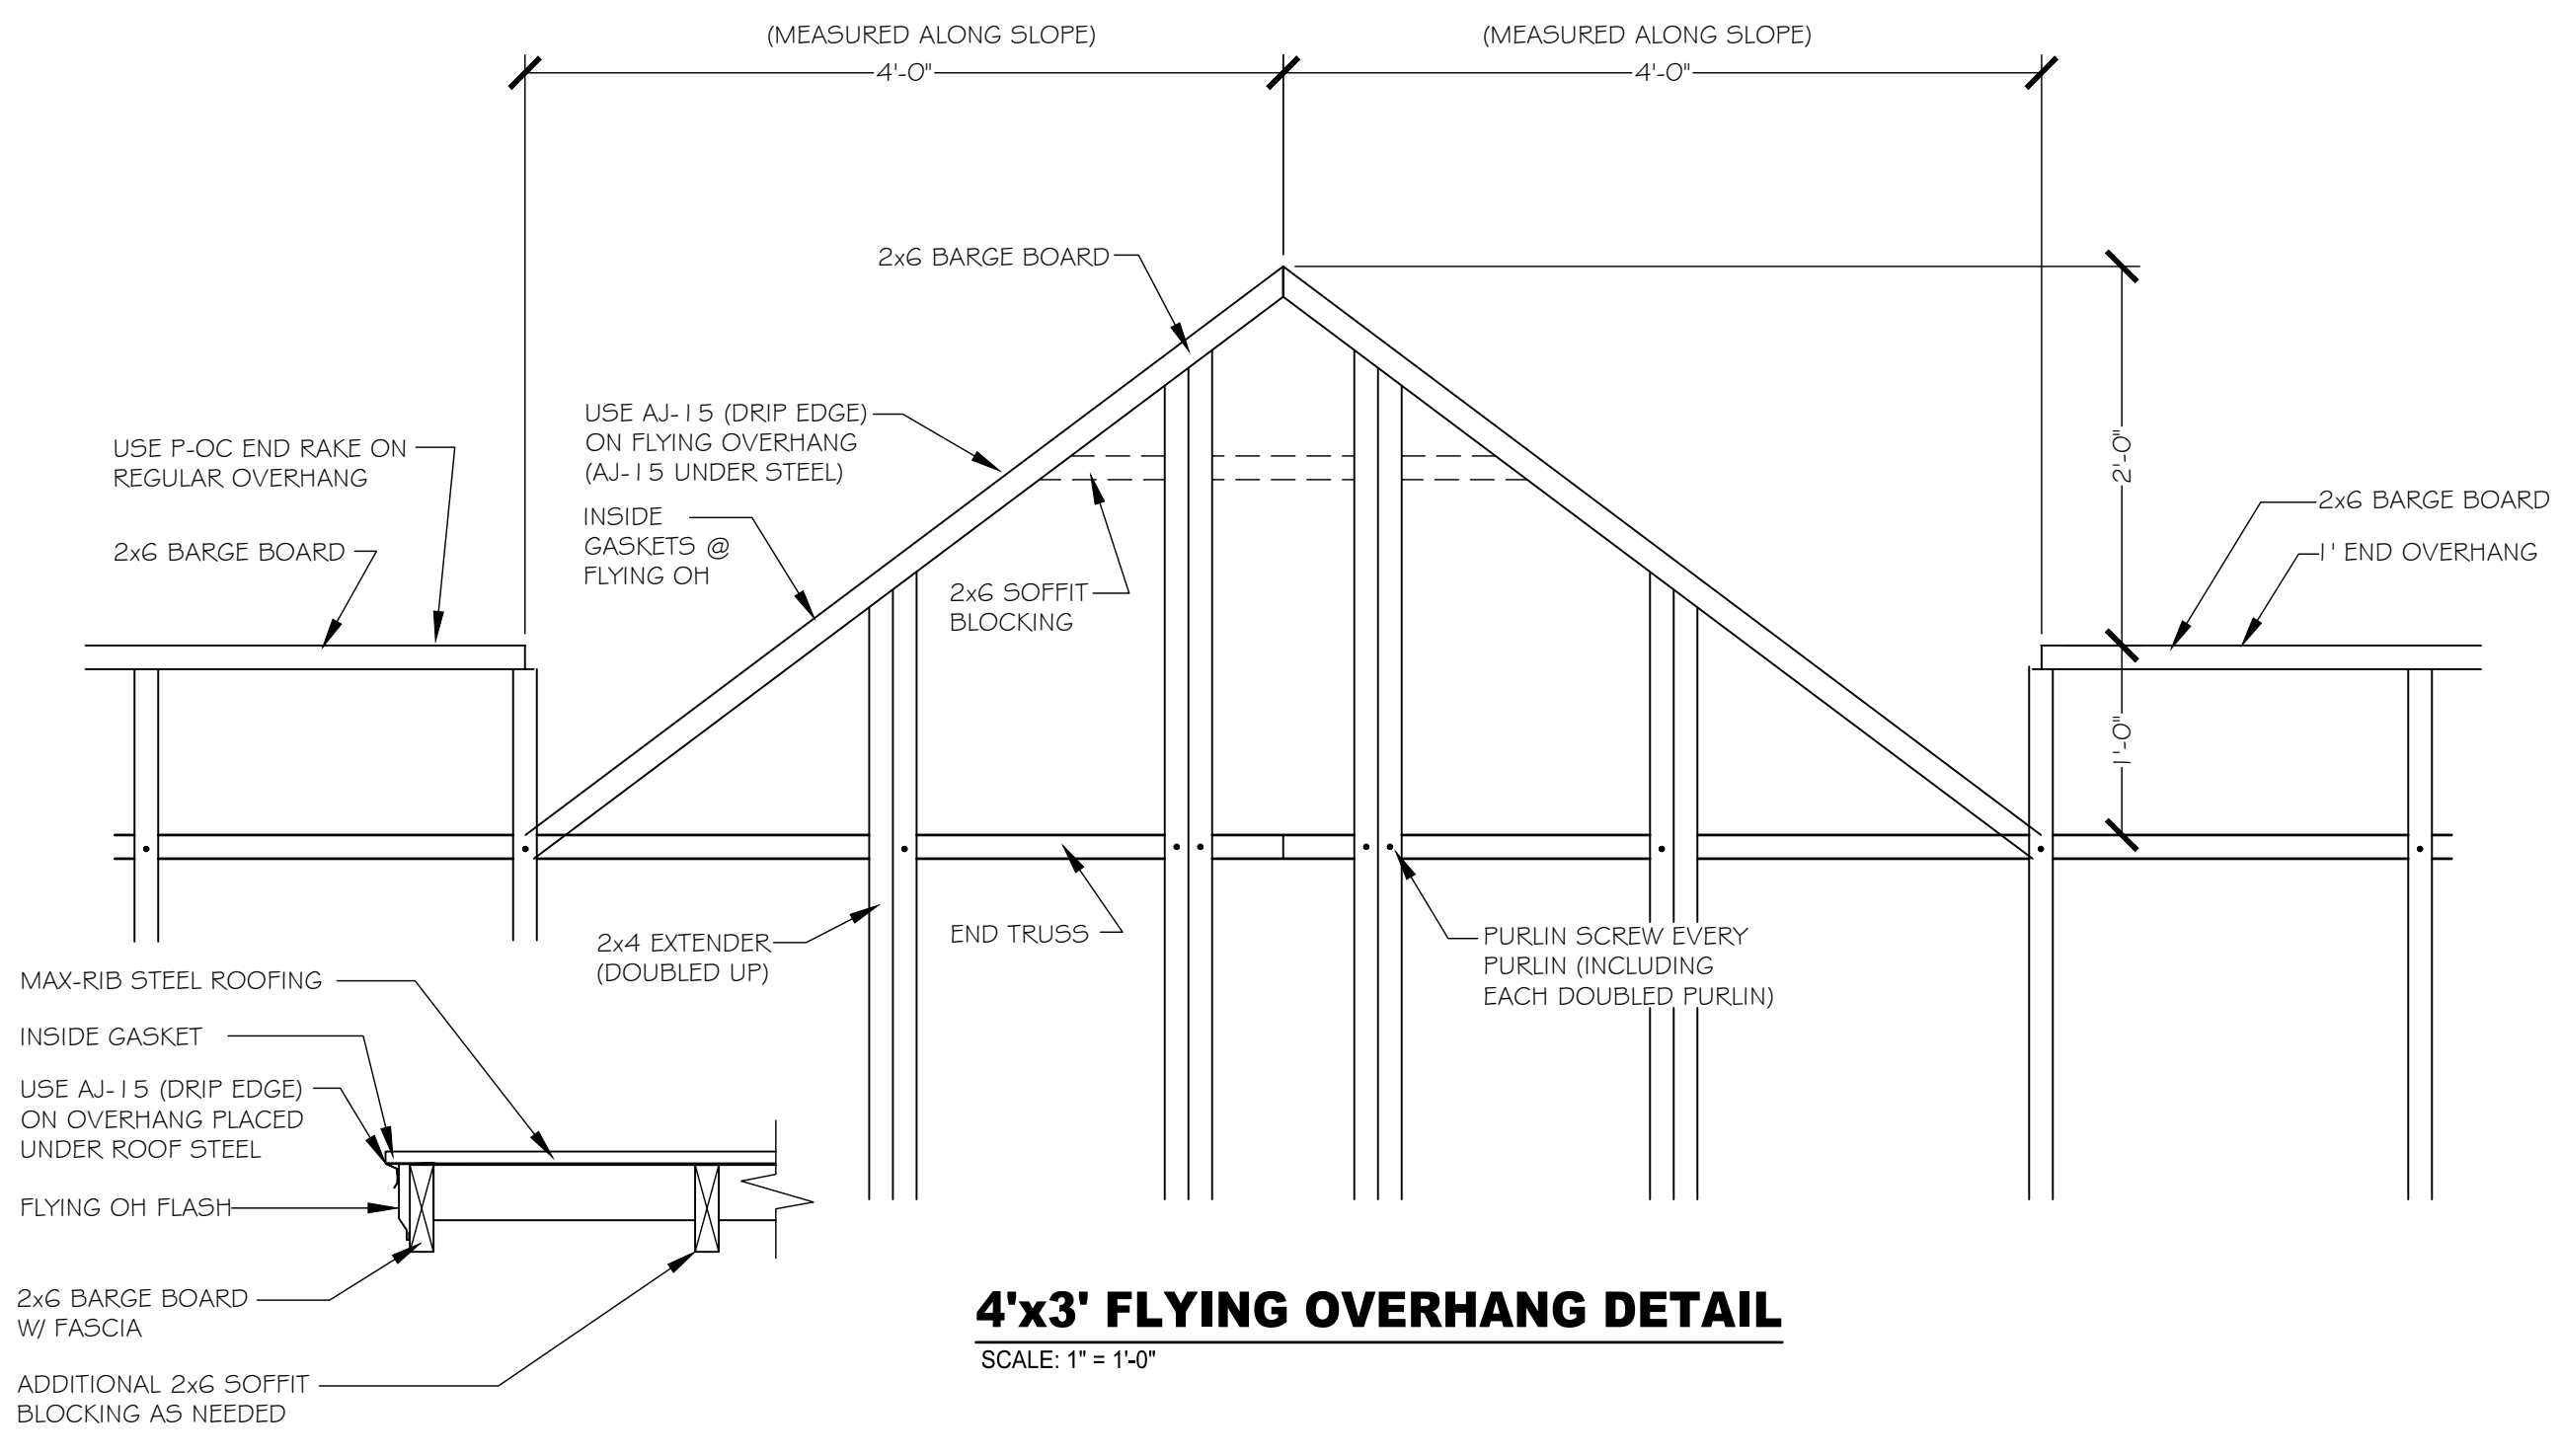 (MEASURED ALONG SLOPE)
4'-0"
(MEASURED ALONG SLOPE)
4'-0"
2x6 BARGE BOARD
USE AJ-15 (DRIP EDGE)
ON FLYING OVERHANG
(AJ-15 UNDER STEEL)
USE P-OC END RAKE ON
REGULAR OVERHANG
2'-0"
2x6 BARGE BOARD
INSIDE
GASKETS @
FLYING OH
2x6 BARGE BOARD
1' END OVERHANG
2x6 SOFFIT
BLOCKING
1'-0"
2x4 EXTENDER
(DOUBLED UP)
END TRUSS
PURLIN SCREW EVERY
PURLIN (INCLUDING
EACH DOUBLED PURLIN)
MAX-RIB STEEL ROOFING
INSIDE GASKET
USE AJ-15 (DRIP EDGE)
ON OVERHANG PLACED
UNDER ROOF STEEL
FLYING OH FLASH
2x6 BARGE BOARD
W/ FASCIA
ADDITIONAL 2x6 SOFFIT
BLOCKING AS NEEDED
4'x3' FLYING OVERHANG DETAIL
SCALE: 1" = 1'-0"